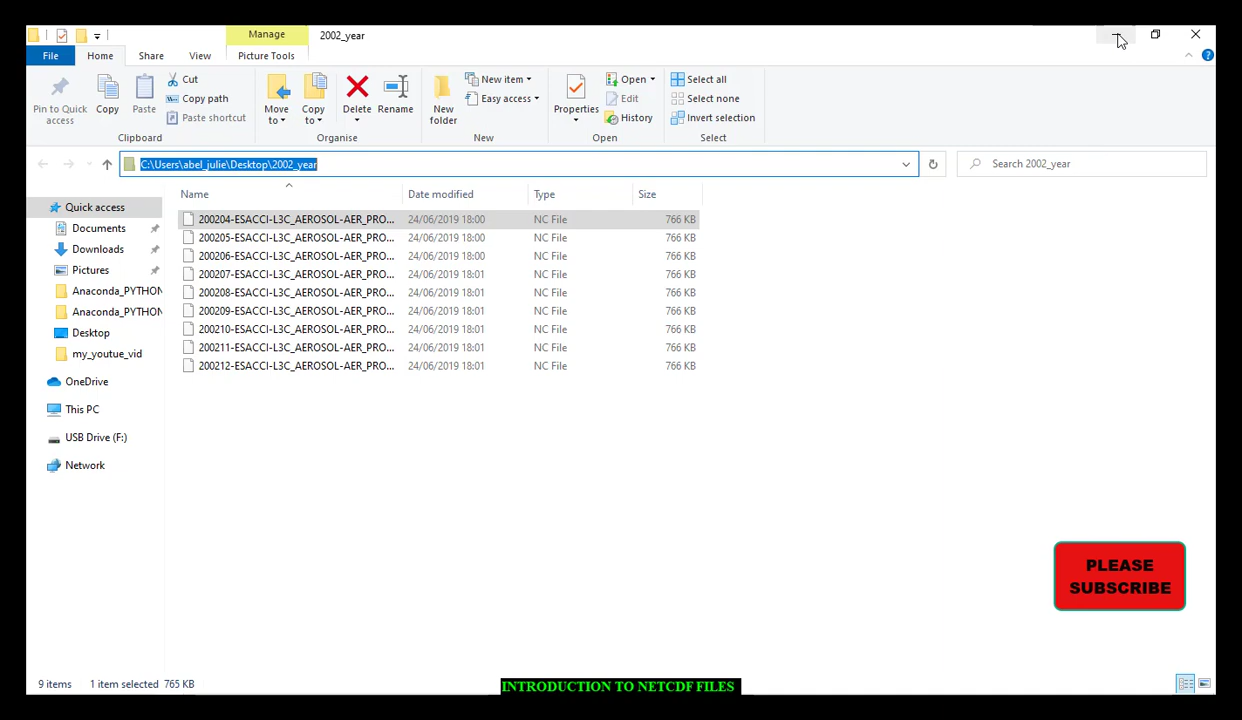 Manage
2002_year
File
Home
Share
View
Picture Tools
Pin to Quick access
Copy
Paste
Cut
Copy path
Paste shortcut
Clipboard
Move to
Copy to
Delete
Rename
Organise
New folder
New item
Easy access
New
Properties
Open
Edit
History
Open
Select all
Select none
Invert selection
Select
C:\Users\abel_julie\Desktop\2002_year
Search 2002_year
Name
Date modified
Type
Size
Quick access
Documents
Downloads
Pictures
Anaconda_PYTHON
Anaconda_PYTHON
Desktop
my_youtue_vid
OneDrive
This PC
USB Drive (F:)
Network
200204-ESACCI-L3C_AEROSOL-AER_PRO... 24/06/2019 18:00 NC File 766 KB
200205-ESACCI-L3C_AEROSOL-AER_PRO... 24/06/2019 18:00 NC File 766 KB
200206-ESACCI-L3C_AEROSOL-AER_PRO... 24/06/2019 18:00 NC File 766 KB
200207-ESACCI-L3C_AEROSOL-AER_PRO... 24/06/2019 18:01 NC File 766 KB
200208-ESACCI-L3C_AEROSOL-AER_PRO... 24/06/2019 18:01 NC File 766 KB
200209-ESACCI-L3C_AEROSOL-AER_PRO... 24/06/2019 18:01 NC File 766 KB
200210-ESACCI-L3C_AEROSOL-AER_PRO... 24/06/2019 18:01 NC File 766 KB
200211-ESACCI-L3C_AEROSOL-AER_PRO... 24/06/2019 18:01 NC File 766 KB
200212-ESACCI-L3C_AEROSOL-AER_PRO... 24/06/2019 18:01 NC File 766 KB
PLEASE
SUBSCRIBE
9 items 1 item selected 765 KB
INTRODUCTION TO NETCDF FILES